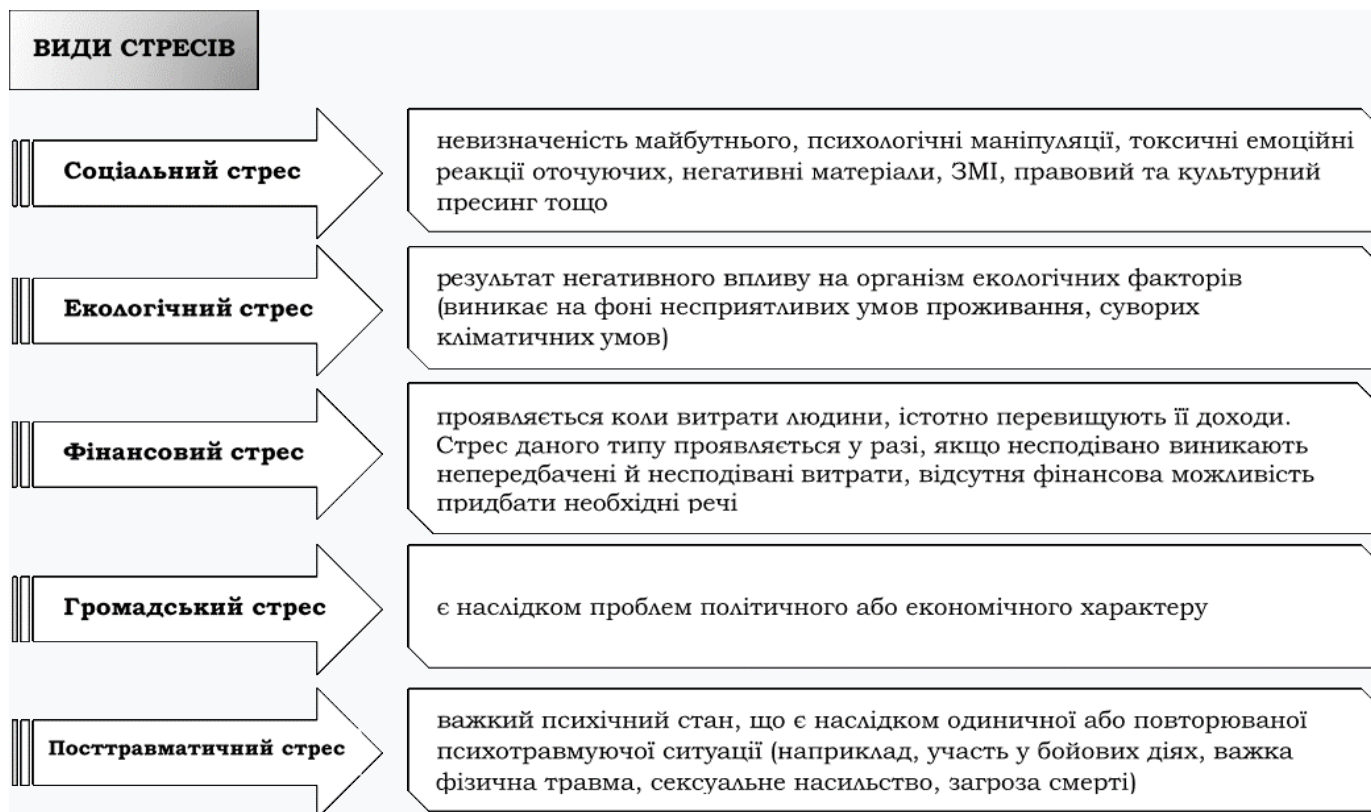 ВИДИ СТРЕСІВ
Соціальний стрес
невизначеність майбутнього, психологічні маніпуляції, токсичні емоційні
реакції оточуючих, негативні матеріали, ЗМІ, правовий та культурний
пресинг тощо
Екологічний стрес
результат негативного впливу на організм екологічних факторів
(виникає на фоні несприятливих умов проживання, суворих
кліматичних умов)
Фінансовий стрес
проявляється коли витрати людини, істотно перевищують її доходи.
Стрес даного типу проявляється у разі, якщо несподівано виникають
непередбачені й несподівані витрати, відсутня фінансова можливість
придбати необхідні речі
Громадський стрес
є наслідком проблем політичного або економічного характеру
Посттравматичний стрес
важкий психічний стан, що є наслідком одиничної або повторюваної
психотравмуючої ситуації (наприклад, участь у бойових діях, важка
фізична травма, сексуальне насильство, загроза смерті)